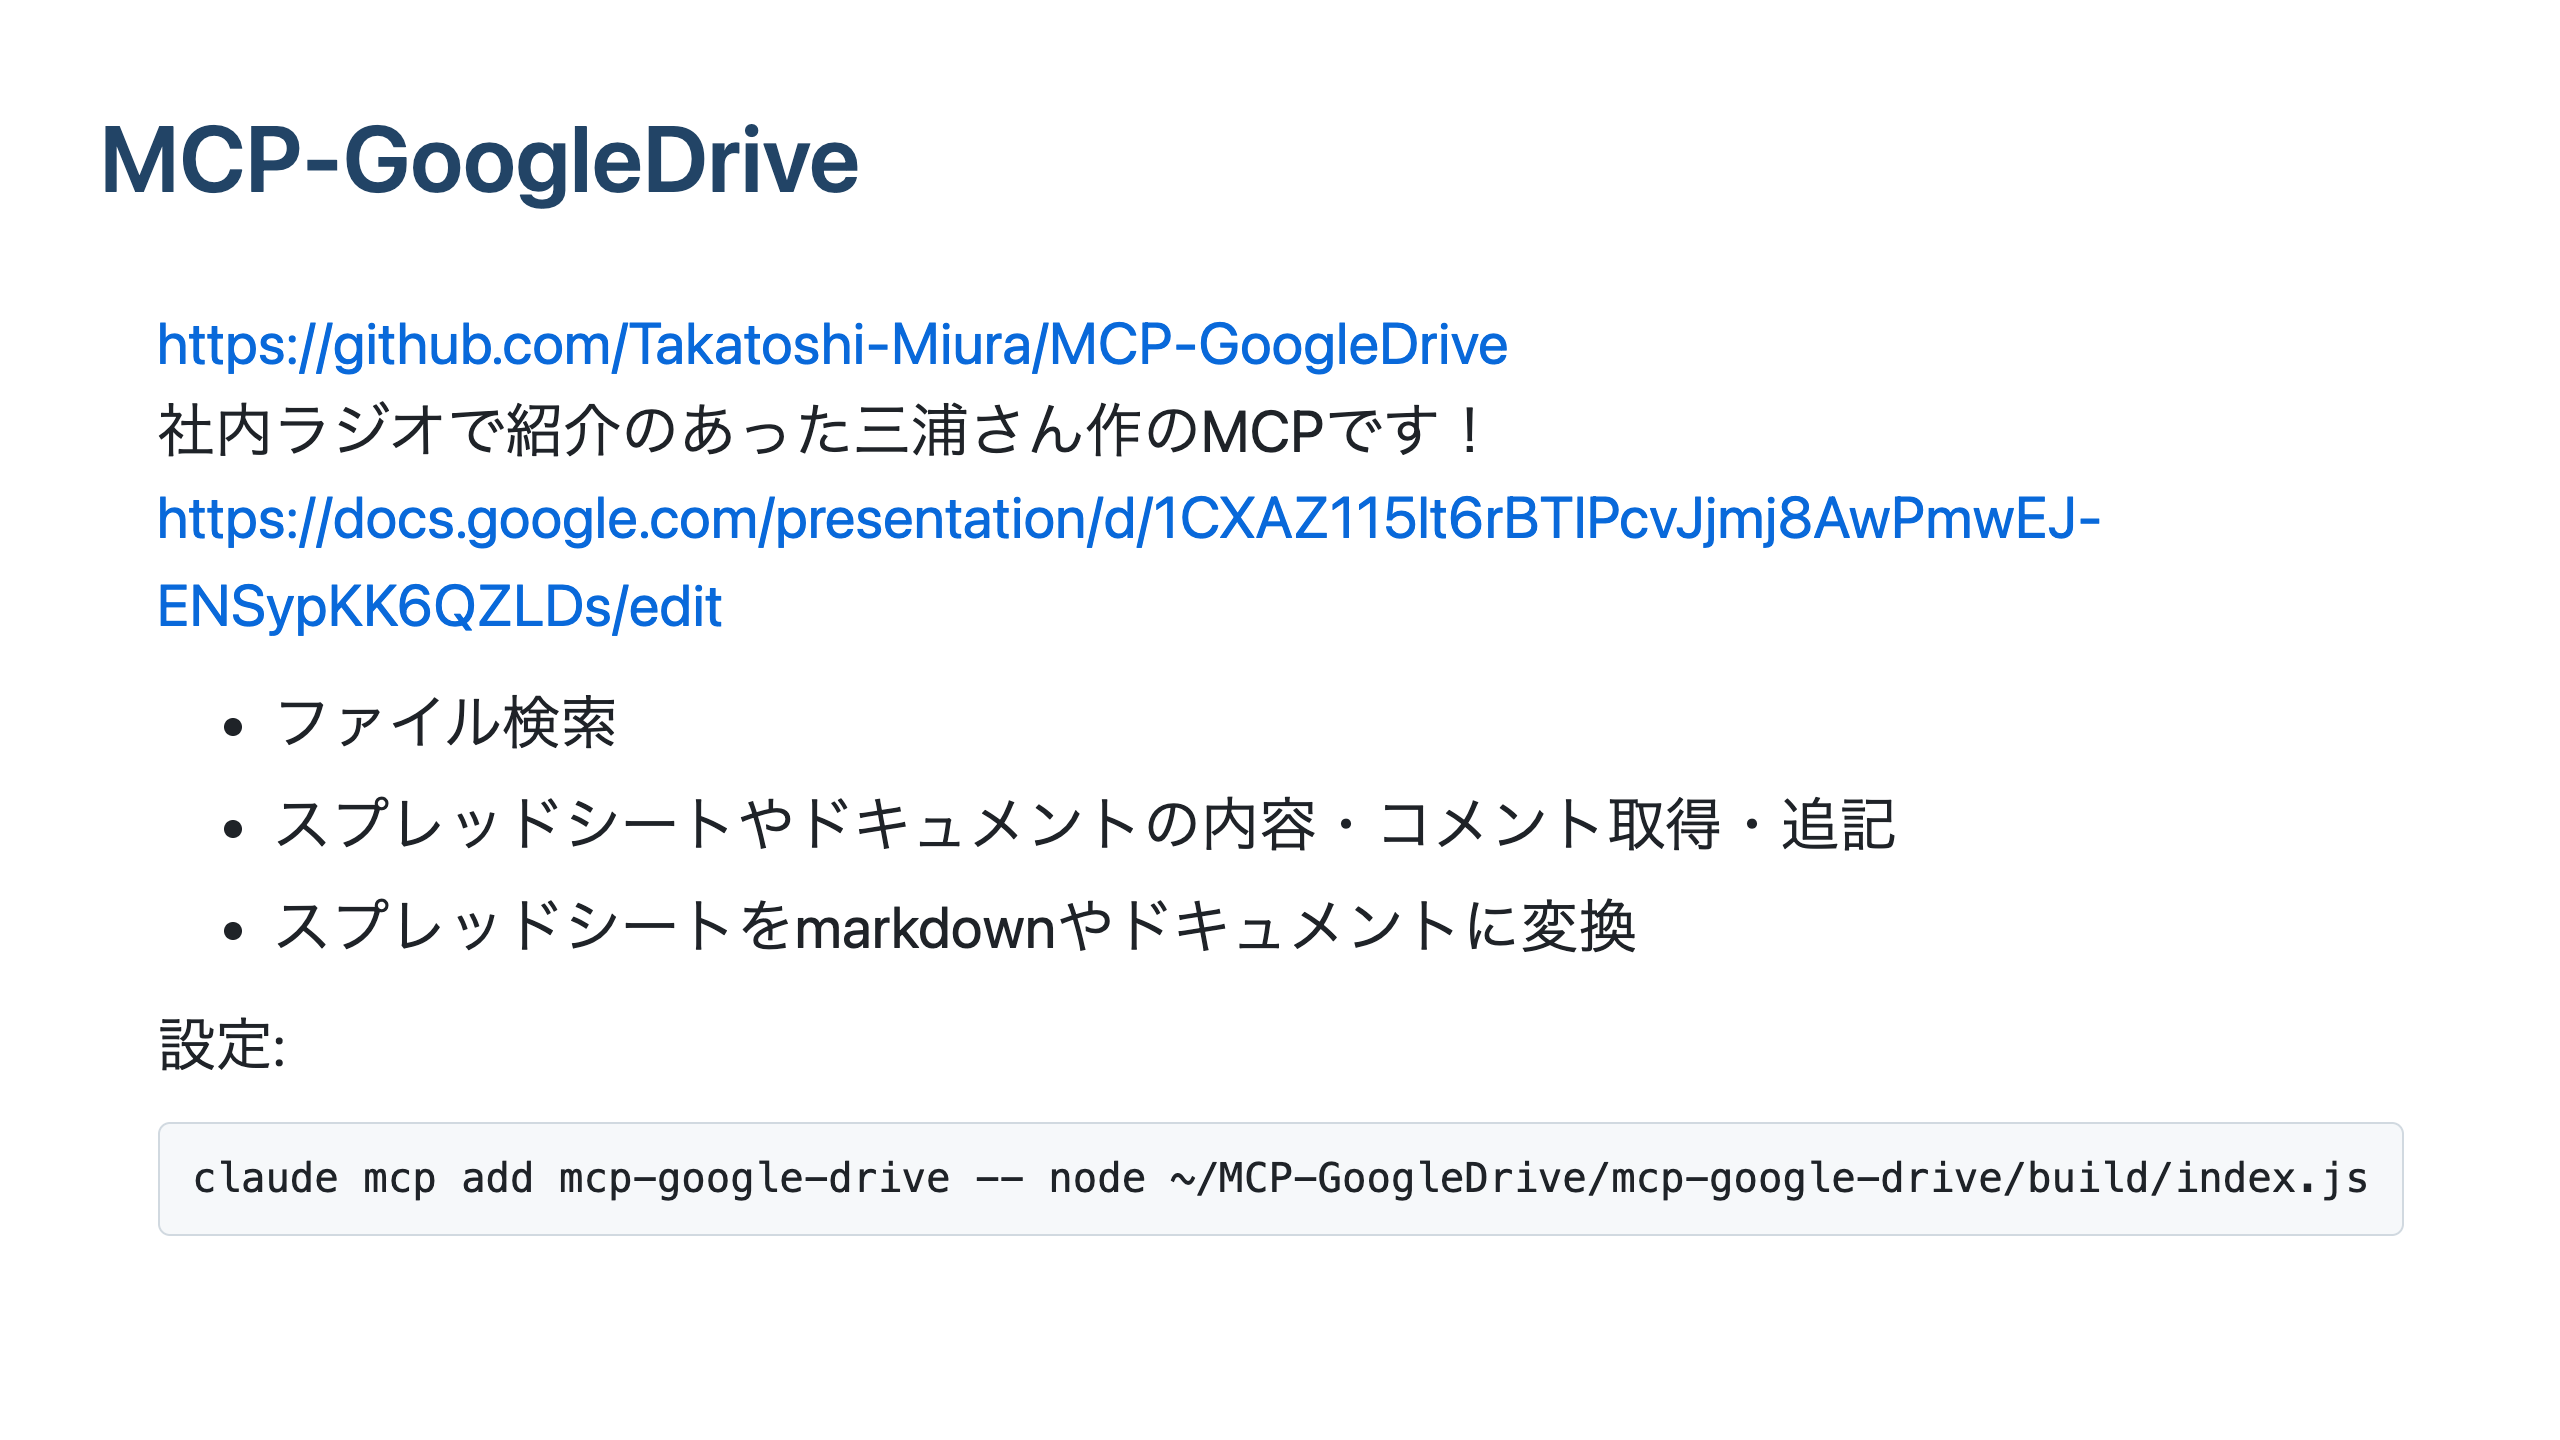 MCP-GoogleDrive
https://github.com/Takatoshi-Miura/MCP-GoogleDrive
社内ラジオで紹介のあった三浦さん作のMCPです！
https://docs.google.com/presentation/d/1CXAZ115lt6rBTlPcvJjmj8AwPmwEJ-
ENSypKK6QZLDs/edit
• ファイル検索
• スプレッドシートやドキュメントの内容・コメント取得・追記
• スプレッドシートをmarkdownやドキュメントに変換
設定:
claude mcp add mcp-google-drive -- node ~/MCP-GoogleDrive/mcp-google-drive/build/index.js